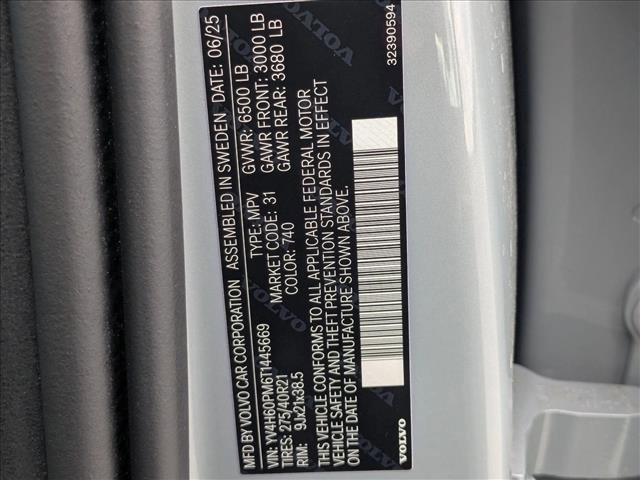 MFD BY VOLVO CAR CORPORATION ASSEMBLED IN SWEDEN DATE: 06/25
GVWR: 6500 LB
TYPE: MPV GAWR FRONT: 3000 LB
MARKET CODE: 31 GAWR REAR: 3680 LB
COLOR: 740
VIN: YV4H60PM6T1445669
TIRES: 275/40R21
RIM: 9Jx21x38.5
THIS VEHICLE CONFORMS TO ALL APPLICABLE FEDERAL MOTOR
VEHICLE SAFETY AND THEFT PREVENTION STANDARDS IN EFFECT
ON THE DATE OF MANUFACTURE SHOWN ABOVE.
VOLVO
32390594